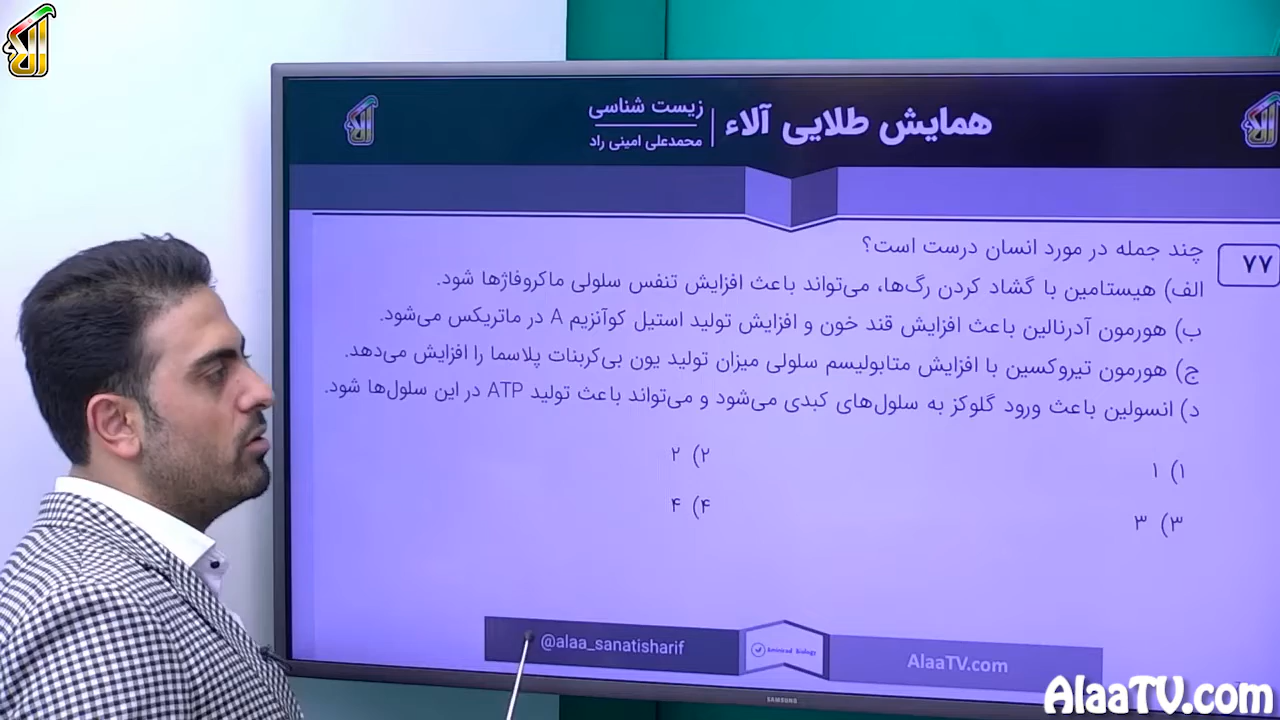 همایش طلایی آلاء
زیست شناسی
محمدعلی امینی راد
۷۷
چند جمله در مورد انسان درست است؟
الف) هیستامین با گشاد کردن رگ‌ها، می‌تواند باعث افزایش تنفس سلولی ماکروفاژها شود.
ب) هورمون آدرنالین باعث افزایش قند خون و افزایش تولید استیل کوآنزیم A در ماتریکس می‌شود.
ج) هورمون تیروکسین با افزایش متابولیسم سلولی میزان تولید یون بی‌کربنات پلاسما را افزایش می‌دهد.
د) انسولین باعث ورود گلوکز به سلول‌های کبدی می‌شود و می‌تواند باعث تولید ATP در این سلول‌ها شود.
۱) ۱
۲) ۲
۳) ۳
۴) ۴
@alaa_sanatisharif
Aminirad Biology
AlaaTV.com
SAMSUNG
AlaaTV.com